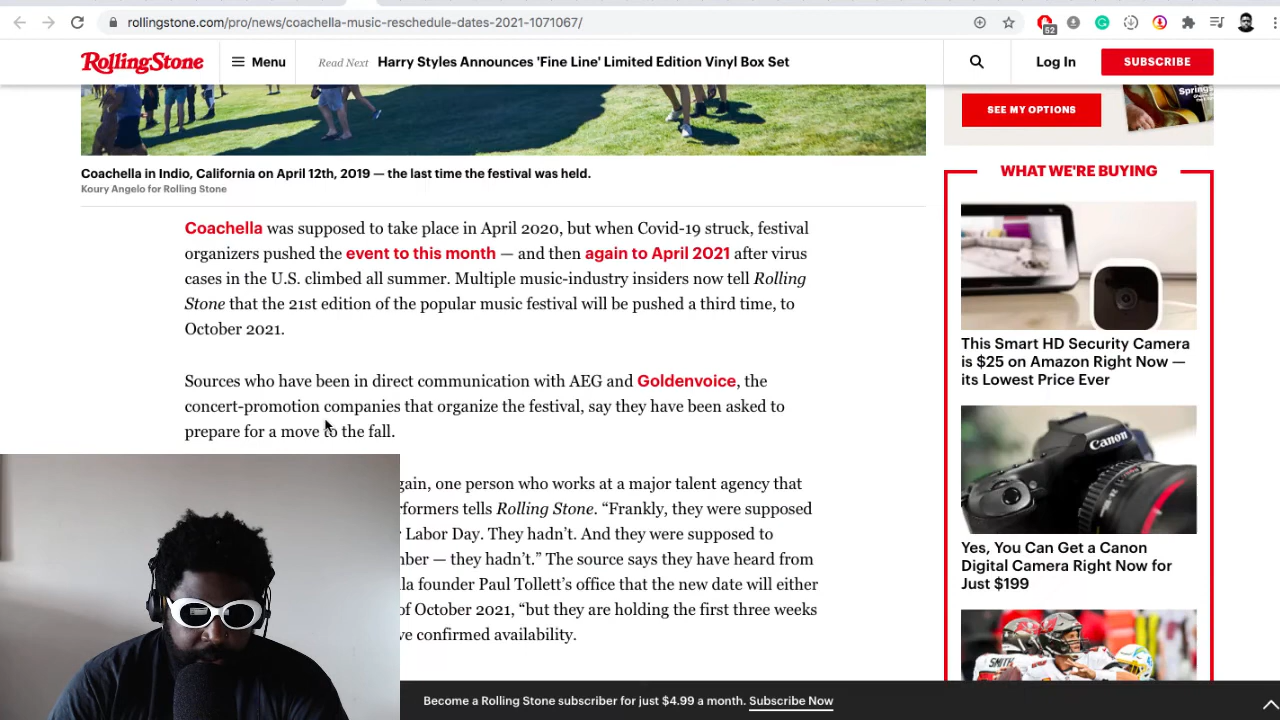 rollingstone.com/pro/news/coachella-music-reschedule-dates-2021-1071067/
52
RollingStone
Menu
Read Next Harry Styles Announces 'Fine Line' Limited Edition Vinyl Box Set
Log In
SUBSCRIBE
SEE MY OPTIONS
Springs
Coachella in Indio, California on April 12th, 2019 — the last time the festival was held.
Koury Angelo for Rolling Stone
Coachella was supposed to take place in April 2020, but when Covid-19 struck, festival
organizers pushed the event to this month — and then again to April 2021 after virus
cases in the U.S. climbed all summer. Multiple music-industry insiders now tell Rolling
Stone that the 21st edition of the popular music festival will be pushed a third time, to
October 2021.
Sources who have been in direct communication with AEG and Goldenvoice, the
concert-promotion companies that organize the festival, say they have been asked to
prepare for a move to the fall.
gain, one person who works at a major talent agency that
rformers tells Rolling Stone. “Frankly, they were supposed
r Labor Day. They hadn’t. And they were supposed to
nber — they hadn’t.” The source says they have heard from
la founder Paul Tollett’s office that the new date will either
of October 2021, “but they are holding the first three weeks
ve confirmed availability.
WHAT WE'RE BUYING
This Smart HD Security Camera
is $25 on Amazon Right Now —
its Lowest Price Ever
Canon
Yes, You Can Get a Canon
Digital Camera Right Now for
Just $199
SMITH
Become a Rolling Stone subscriber for just $4.99 a month. Subscribe Now